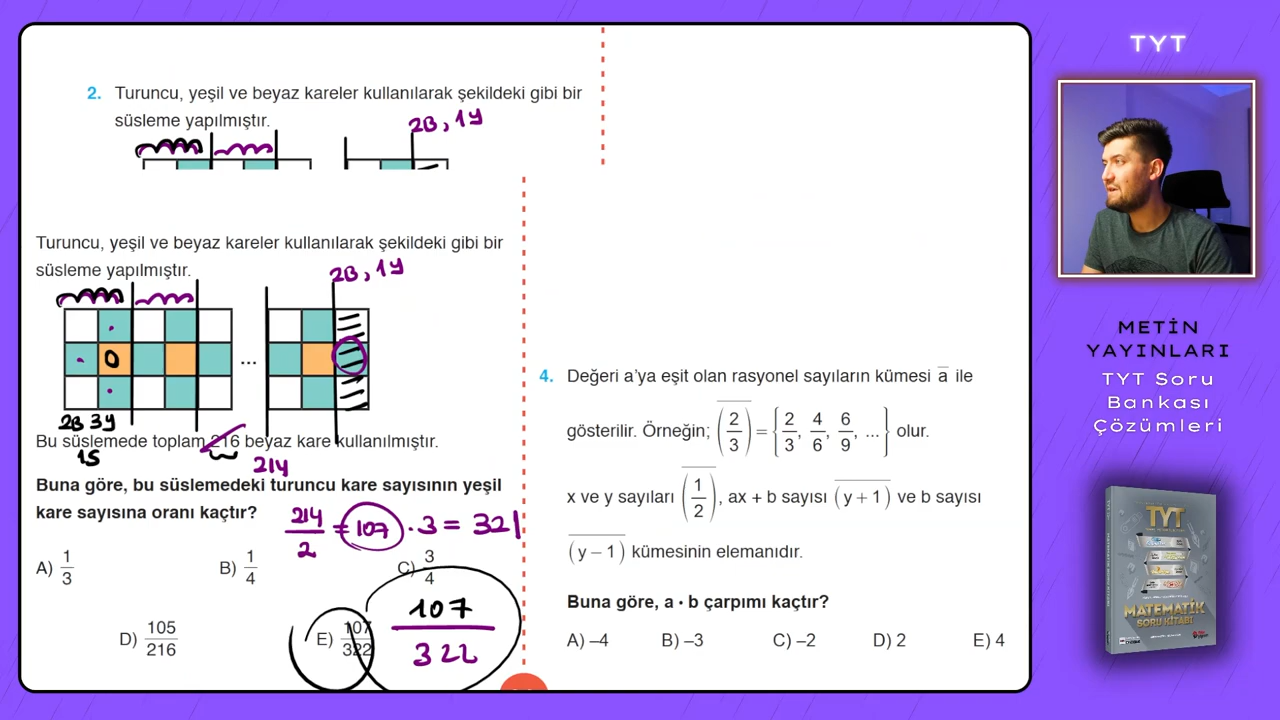 2. Turuncu, yeşil ve beyaz kareler kullanılarak şekildeki gibi bir
süsleme yapılmıştır.
2B, 1Y
Turuncu, yeşil ve beyaz kareler kullanılarak şekildeki gibi bir
süsleme yapılmıştır.
2B, 1Y
...
2B 3Y
Bu süslemede toplam 216 beyaz kare kullanılmıştır.
214
Buna göre, bu süslemedeki turuncu kare sayısının yeşil
kare sayısına oranı kaçtır?
214/2 = 107 · 3 = 321
A) 1/3 B) 1/4 C) 3/4
D) 105/216 E) 107/322
107/322
4. Değeri a'ya eşit olan rasyonel sayıların kümesi a̅ ile
gösterilir. Örneğin; (2/3)̅ = {2/3, 4/6, 6/9, ...} olur.
x ve y sayıları (1/2)̅, ax + b sayısı (y + 1)̅ ve b sayısı
(y – 1)̅ kümesinin elemanıdır.
Buna göre, a • b çarpımı kaçtır?
A) –4 B) –3 C) –2 D) 2 E) 4
TYT
METİN
YAYINLARI
TYT Soru
Bankası
Çözümleri
TYT
MATEMATİK
SORU KİTABI